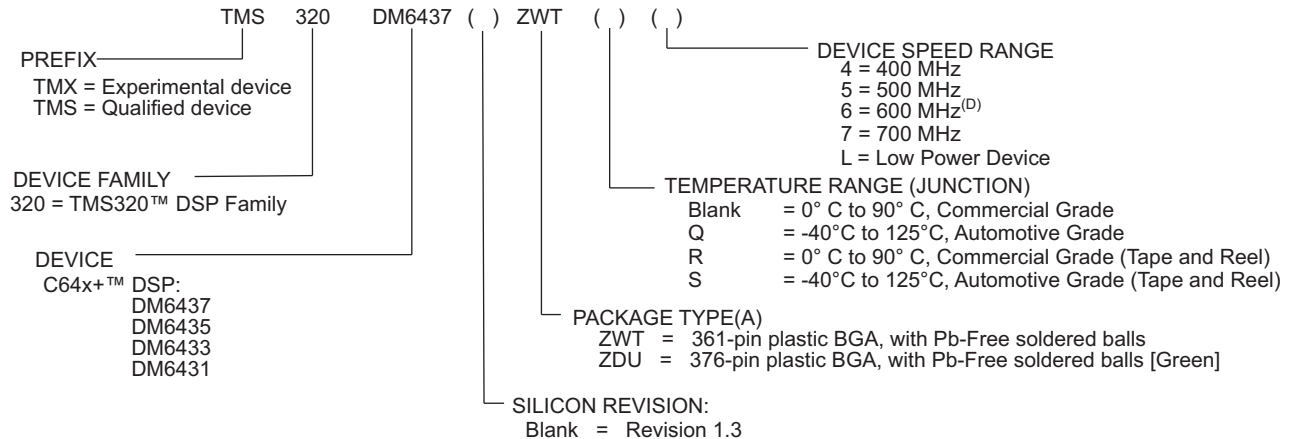 TMS 320 DM6437 ( ) ZWT ( ) ( )
PREFIX
TMX = Experimental device
TMS = Qualified device
DEVICE SPEED RANGE
4 = 400 MHz
5 = 500 MHz
6 = 600 MHz(D)
7 = 700 MHz
L = Low Power Device
DEVICE FAMILY
320 = TMS320™ DSP Family
TEMPERATURE RANGE (JUNCTION)
Blank = 0° C to 90° C, Commercial Grade
Q = -40°C to 125°C, Automotive Grade
R = 0° C to 90° C, Commercial Grade (Tape and Reel)
S = -40°C to 125°C, Automotive Grade (Tape and Reel)
DEVICE
C64x+™ DSP:
DM6437
DM6435
DM6433
DM6431
PACKAGE TYPE(A)
ZWT = 361-pin plastic BGA, with Pb-Free soldered balls
ZDU = 376-pin plastic BGA, with Pb-Free soldered balls [Green]
SILICON REVISION:
Blank = Revision 1.3